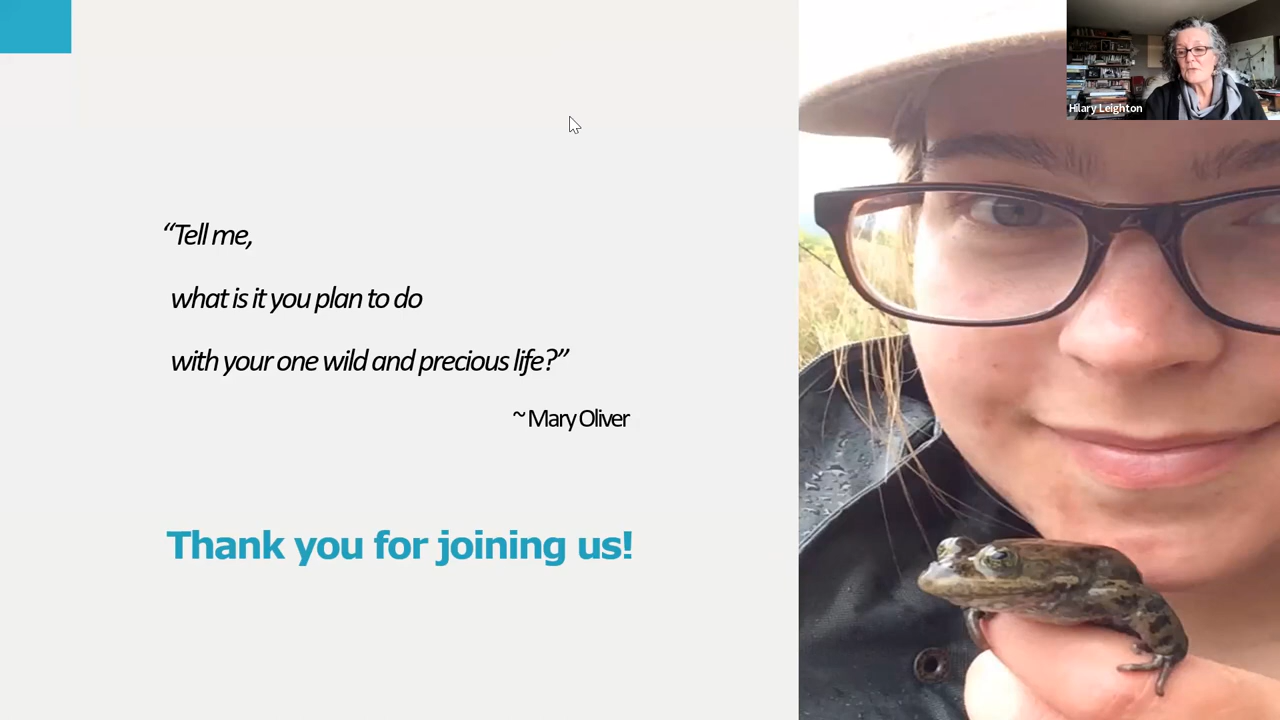 “Tell me,
what is it you plan to do
with your one wild and precious life?”
~ Mary Oliver
Thank you for joining us!
Hilary Leighton